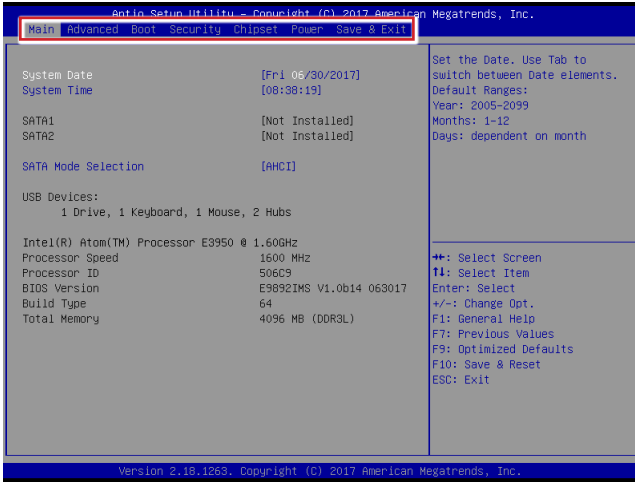 Aptio Setup Utility – Copyright (C) 2017 American Megatrends, Inc.
Main Advanced Boot Security Chipset Power Save & Exit
System Date [Fri 06/30/2017]
System Time [08:38:19]
SATA1 [Not Installed]
SATA2 [Not Installed]
SATA Mode Selection [AHCI]
USB Devices:
1 Drive, 1 Keyboard, 1 Mouse, 2 Hubs
Intel(R) Atom(TM) Processor E3950 @ 1.60GHz
Processor Speed 1600 MHz
Processor ID 506C9
BIOS Version E9892IMS V1.0b14 063017
Build Type 64
Total Memory 4096 MB (DDR3L)
Set the Date. Use Tab to
switch between Date elements.
Default Ranges:
Year: 2005-2099
Months: 1-12
Days: dependent on month
→←: Select Screen
↑↓: Select Item
Enter: Select
+/-: Change Opt.
F1: General Help
F7: Previous Values
F9: Optimized Defaults
F10: Save & Reset
ESC: Exit
Version 2.18.1263. Copyright (C) 2017 American Megatrends, Inc.